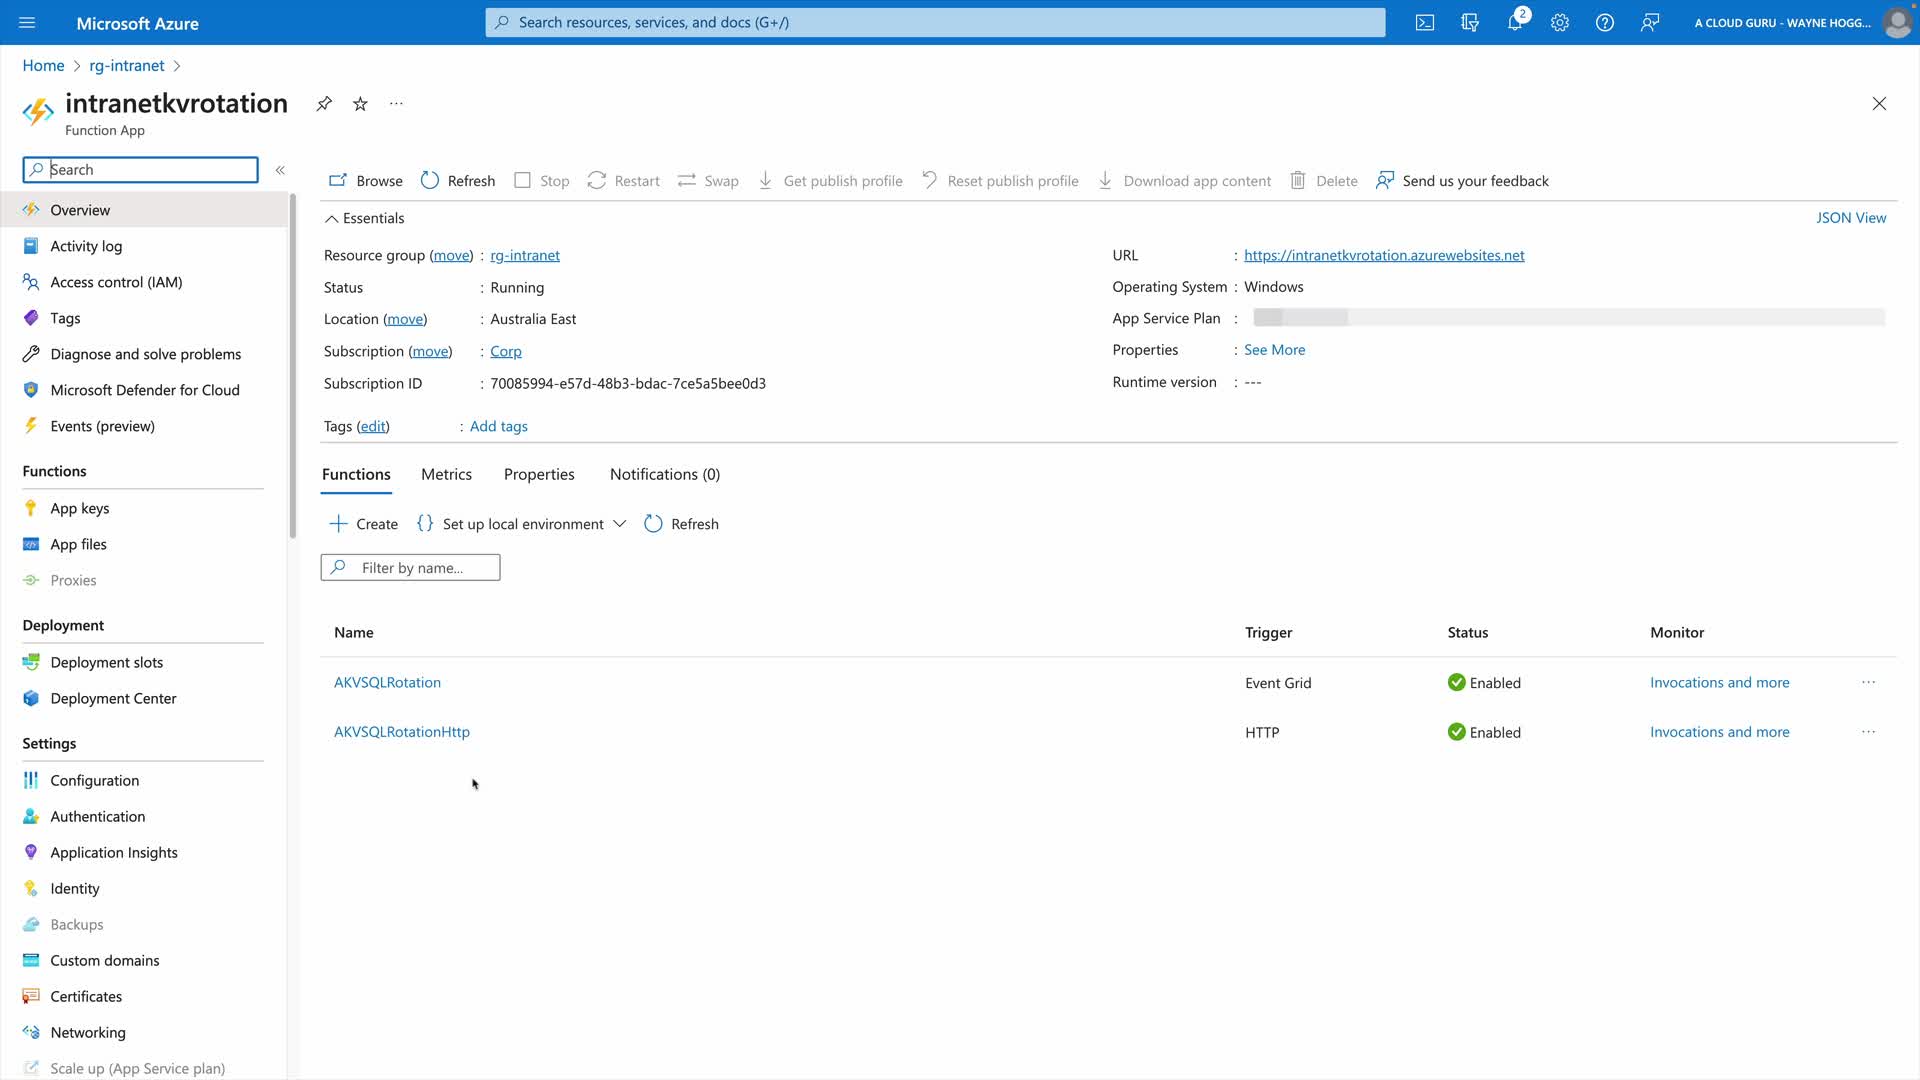 Microsoft Azure
Search resources, services, and docs (G+/)
2
A CLOUD GURU - WAYNE HOGG...
Home > rg-intranet >
intranetkvrotation
...
Function App
Search
«
Overview
Activity log
Access control (IAM)
Tags
Diagnose and solve problems
Microsoft Defender for Cloud
Events (preview)
Functions
App keys
App files
Proxies
Deployment
Deployment slots
Deployment Center
Settings
Configuration
Authentication
Application Insights
Identity
Backups
Custom domains
Certificates
Networking
Scale up (App Service plan)
Browse Refresh Stop Restart Swap Get publish profile Reset publish profile Download app content Delete Send us your feedback
Essentials
JSON View
Resource group (move) : rg-intranet
Status : Running
Location (move) : Australia East
Subscription (move) : Corp
Subscription ID : 70085994-e57d-48b3-bdac-7ce5a5bee0d3
URL : https://intranetkvrotation.azurewebsites.net
Operating System : Windows
App Service Plan :
Properties : See More
Runtime version : ---
Tags (edit) : Add tags
Functions Metrics Properties Notifications (0)
Create {} Set up local environment Refresh
Filter by name...
Name Trigger Status Monitor
AKVSQLRotation Event Grid Enabled Invocations and more ...
AKVSQLRotationHttp HTTP Enabled Invocations and more ...